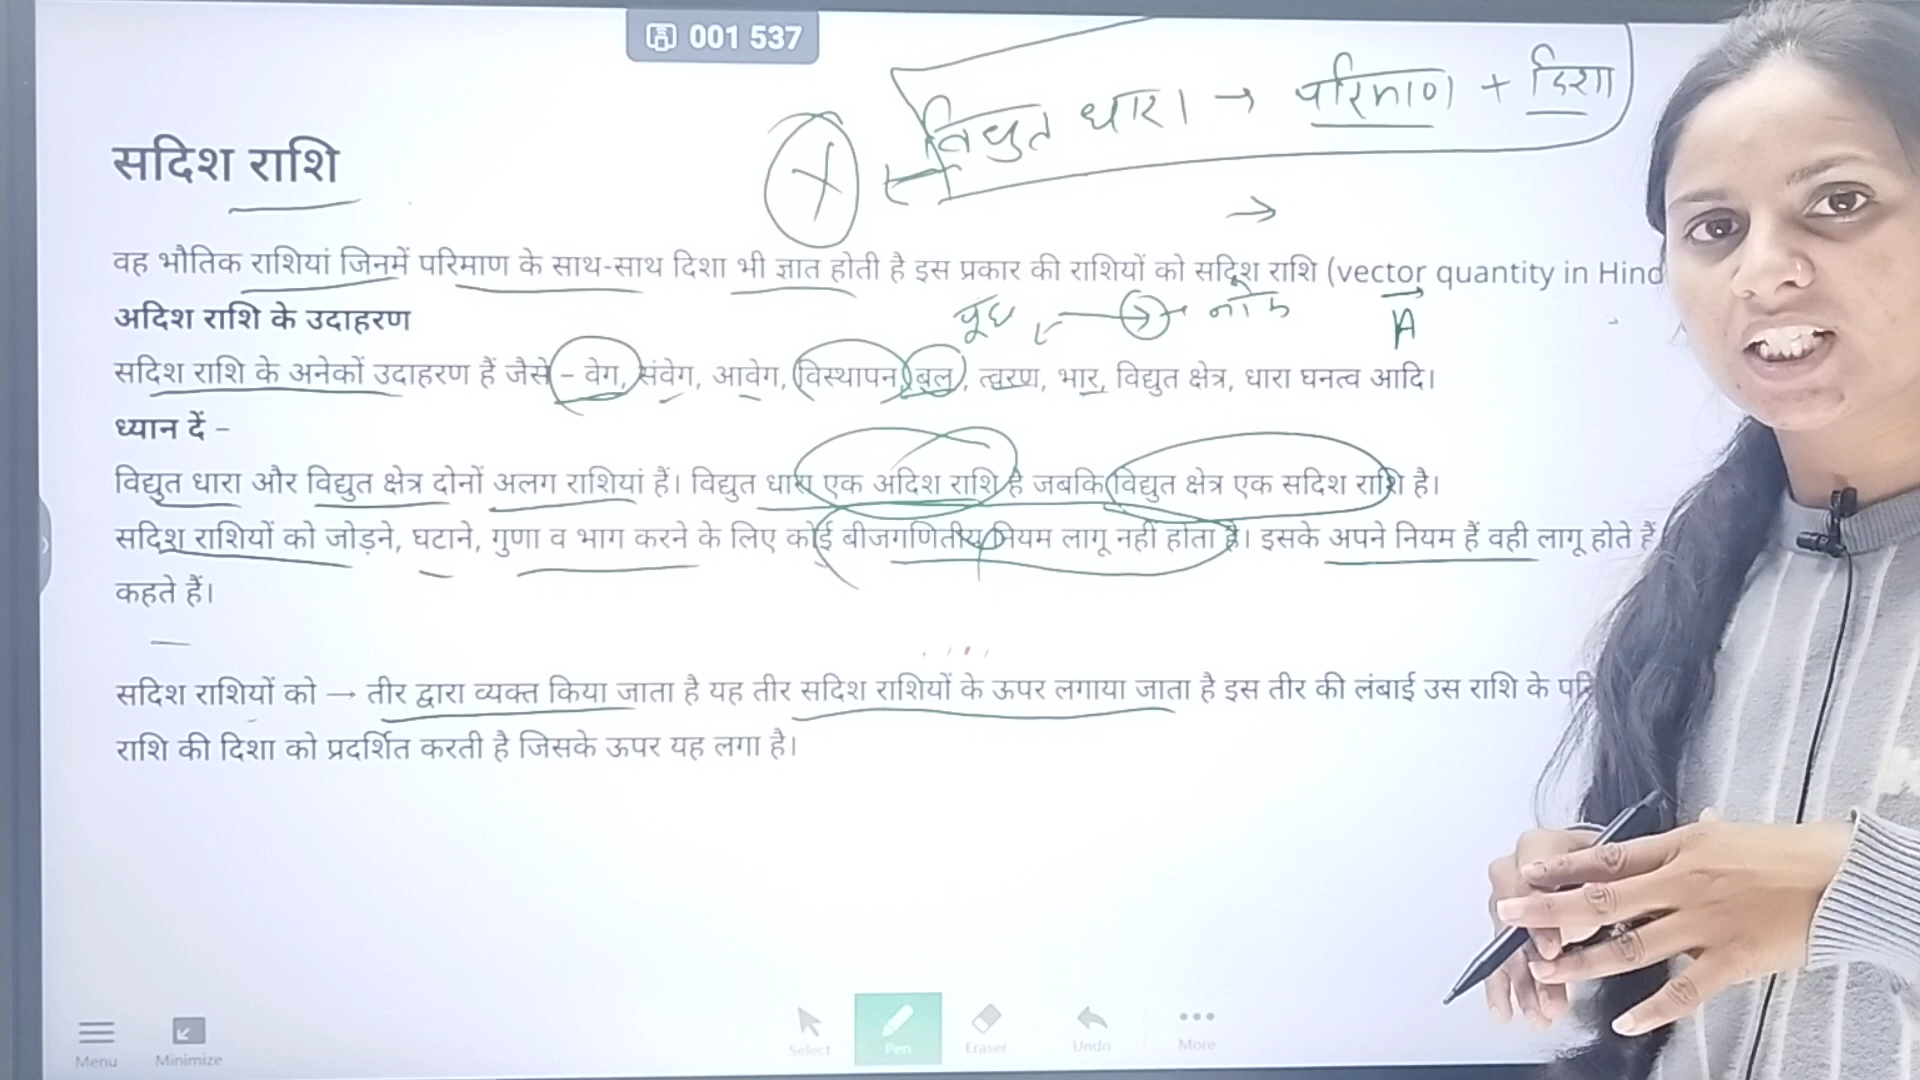 001 537
विद्युत धारा → परिमाण + दिशा
सदिश राशि
वह भौतिक राशियां जिनमें परिमाण के साथ-साथ दिशा भी ज्ञात होती है इस प्रकार की राशियों को सदिश राशि (vector quantity in Hind
पूछ नोक A
अदिश राशि के उदाहरण
सदिश राशि के अनेकों उदाहरण हैं जैसे – वेग, संवेग, आवेग, विस्थापन, बल, त्वरण, भार, विद्युत क्षेत्र, धारा घनत्व आदि।
ध्यान दें –
विद्युत धारा और विद्युत क्षेत्र दोनों अलग राशियां हैं। विद्युत धारा एक अदिश राशि है जबकि विद्युत क्षेत्र एक सदिश राशि है।
सदिश राशियों को जोड़ने, घटाने, गुणा व भाग करने के लिए कोई बीजगणितीय नियम लागू नहीं होता है। इसके अपने नियम हैं वही लागू होते हैं
कहते हैं।
सदिश राशियों को → तीर द्वारा व्यक्त किया जाता है यह तीर सदिश राशियों के ऊपर लगाया जाता है इस तीर की लंबाई उस राशि के
राशि की दिशा को प्रदर्शित करती है जिसके ऊपर यह लगा है।
Menu Minimize Select Pen Eraser Undo More